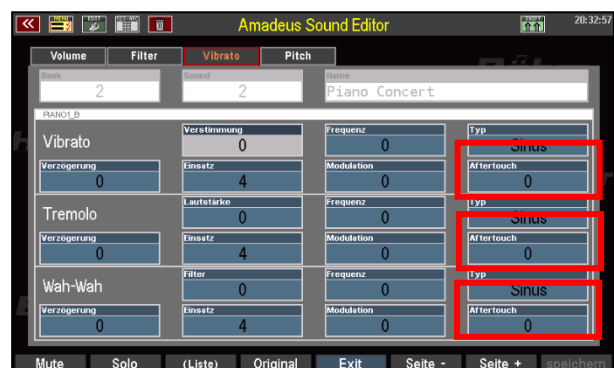 Amadeus Sound Editor
20:32:57
Volume Filter Vibrato Pitch
Bank Sound Name
2 2 Piano Concert
PIANO1_B
Vibrato
Verstimmung Frequenz Typ
0 0 Sinus
Verzögerung Einsatz Modulation Aftertouch
0 4 0 0
Tremolo
Lautstärke Frequenz Typ
0 0 Sinus
Verzögerung Einsatz Modulation Aftertouch
0 4 0 0
Wah-Wah
Filter Frequenz Typ
0 0 Sinus
Verzögerung Einsatz Modulation Aftertouch
0 4 0 0
Mute Solo (Liste) Original Exit Seite - Seite + speichern